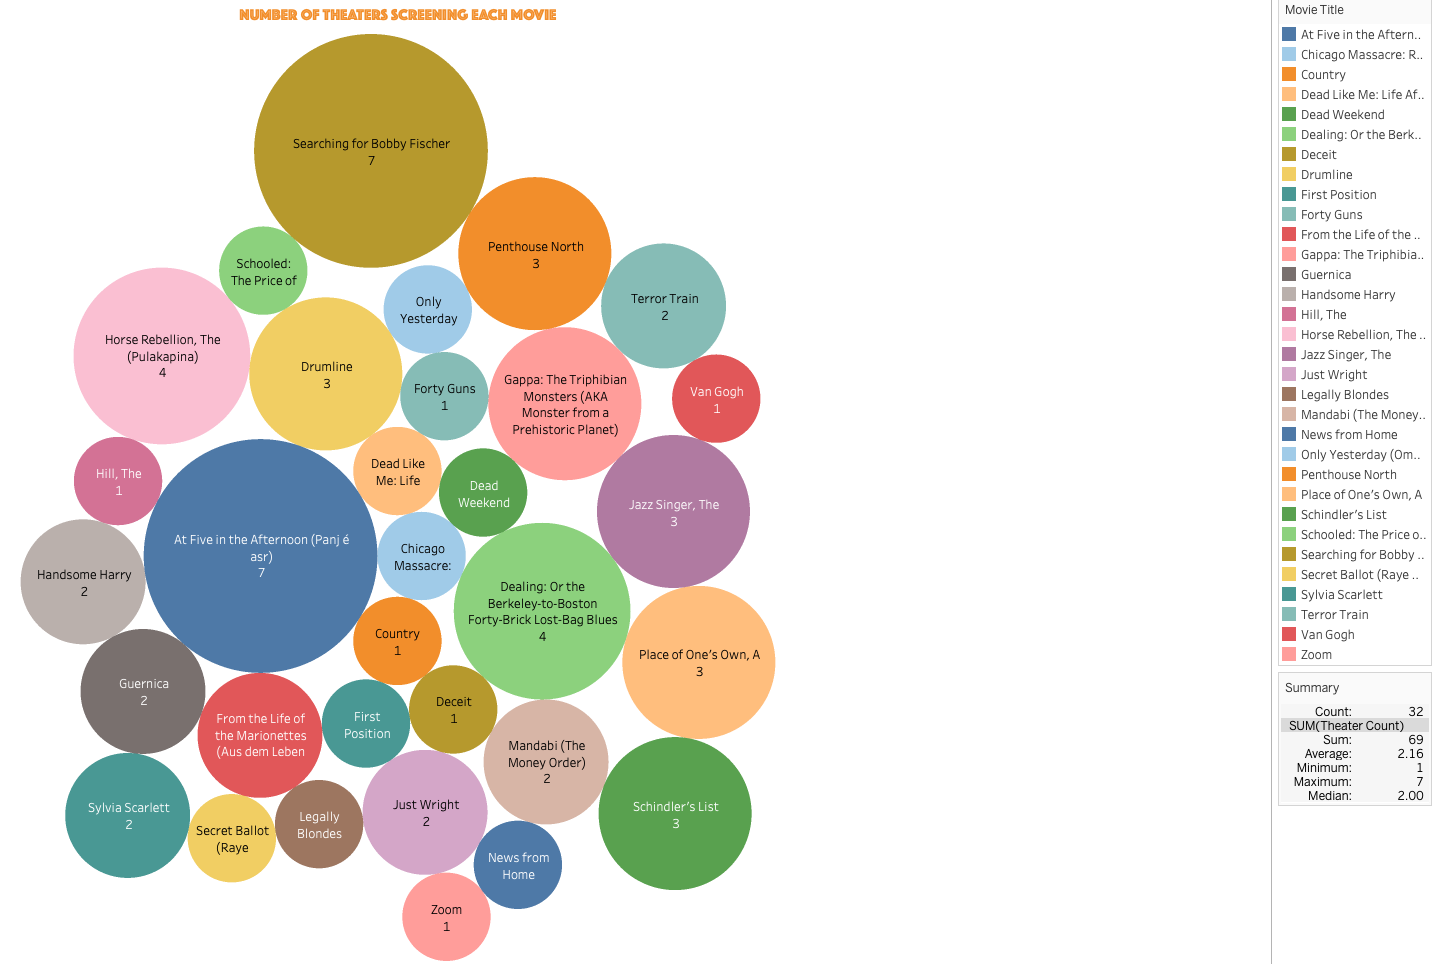 NUMBER OF THEATERS SCREENING EACH MOVIE
Searching for Bobby Fischer
7
Penthouse North
3
Schooled:
The Price of
Terror Train
2
Only
Yesterday
Horse Rebellion, The
(Pulakapina)
4
Drumline
3
Forty Guns
1
Gappa: The Triphibian
Monsters (AKA
Monster from a
Prehistoric Planet)
Van Gogh
1
Hill, The
1
Dead Like
Me: Life
Dead
Weekend
Jazz Singer, The
3
At Five in the Afternoon (Panj é
asr)
7
Chicago
Massacre:
Handsome Harry
2
Dealing: Or the
Berkeley-to-Boston
Forty-Brick Lost-Bag Blues
4
Country
1
Place of One's Own, A
3
Guernica
2
From the Life of
the Marionettes
(Aus dem Leben
First
Position
Deceit
1
Mandabi (The
Money Order)
2
Sylvia Scarlett
2
Secret Ballot
(Raye
Legally
Blondes
Just Wright
2
Schindler's List
3
News from
Home
Zoom
1
Movie Title
At Five in the Aftern..
Chicago Massacre: R..
Country
Dead Like Me: Life Af..
Dead Weekend
Dealing: Or the Berk..
Deceit
Drumline
First Position
Forty Guns
From the Life of the ..
Gappa: The Triphibia..
Guernica
Handsome Harry
Hill, The
Horse Rebellion, The ..
Jazz Singer, The
Just Wright
Legally Blondes
Mandabi (The Money..
News from Home
Only Yesterday (Om..
Penthouse North
Place of One's Own, A
Schindler's List
Schooled: The Price o..
Searching for Bobby ..
Secret Ballot (Raye ..
Sylvia Scarlett
Terror Train
Van Gogh
Zoom
Summary
Count: 32
SUM(Theater Count)
Sum: 69
Average: 2.16
Minimum: 1
Maximum: 7
Median: 2.00